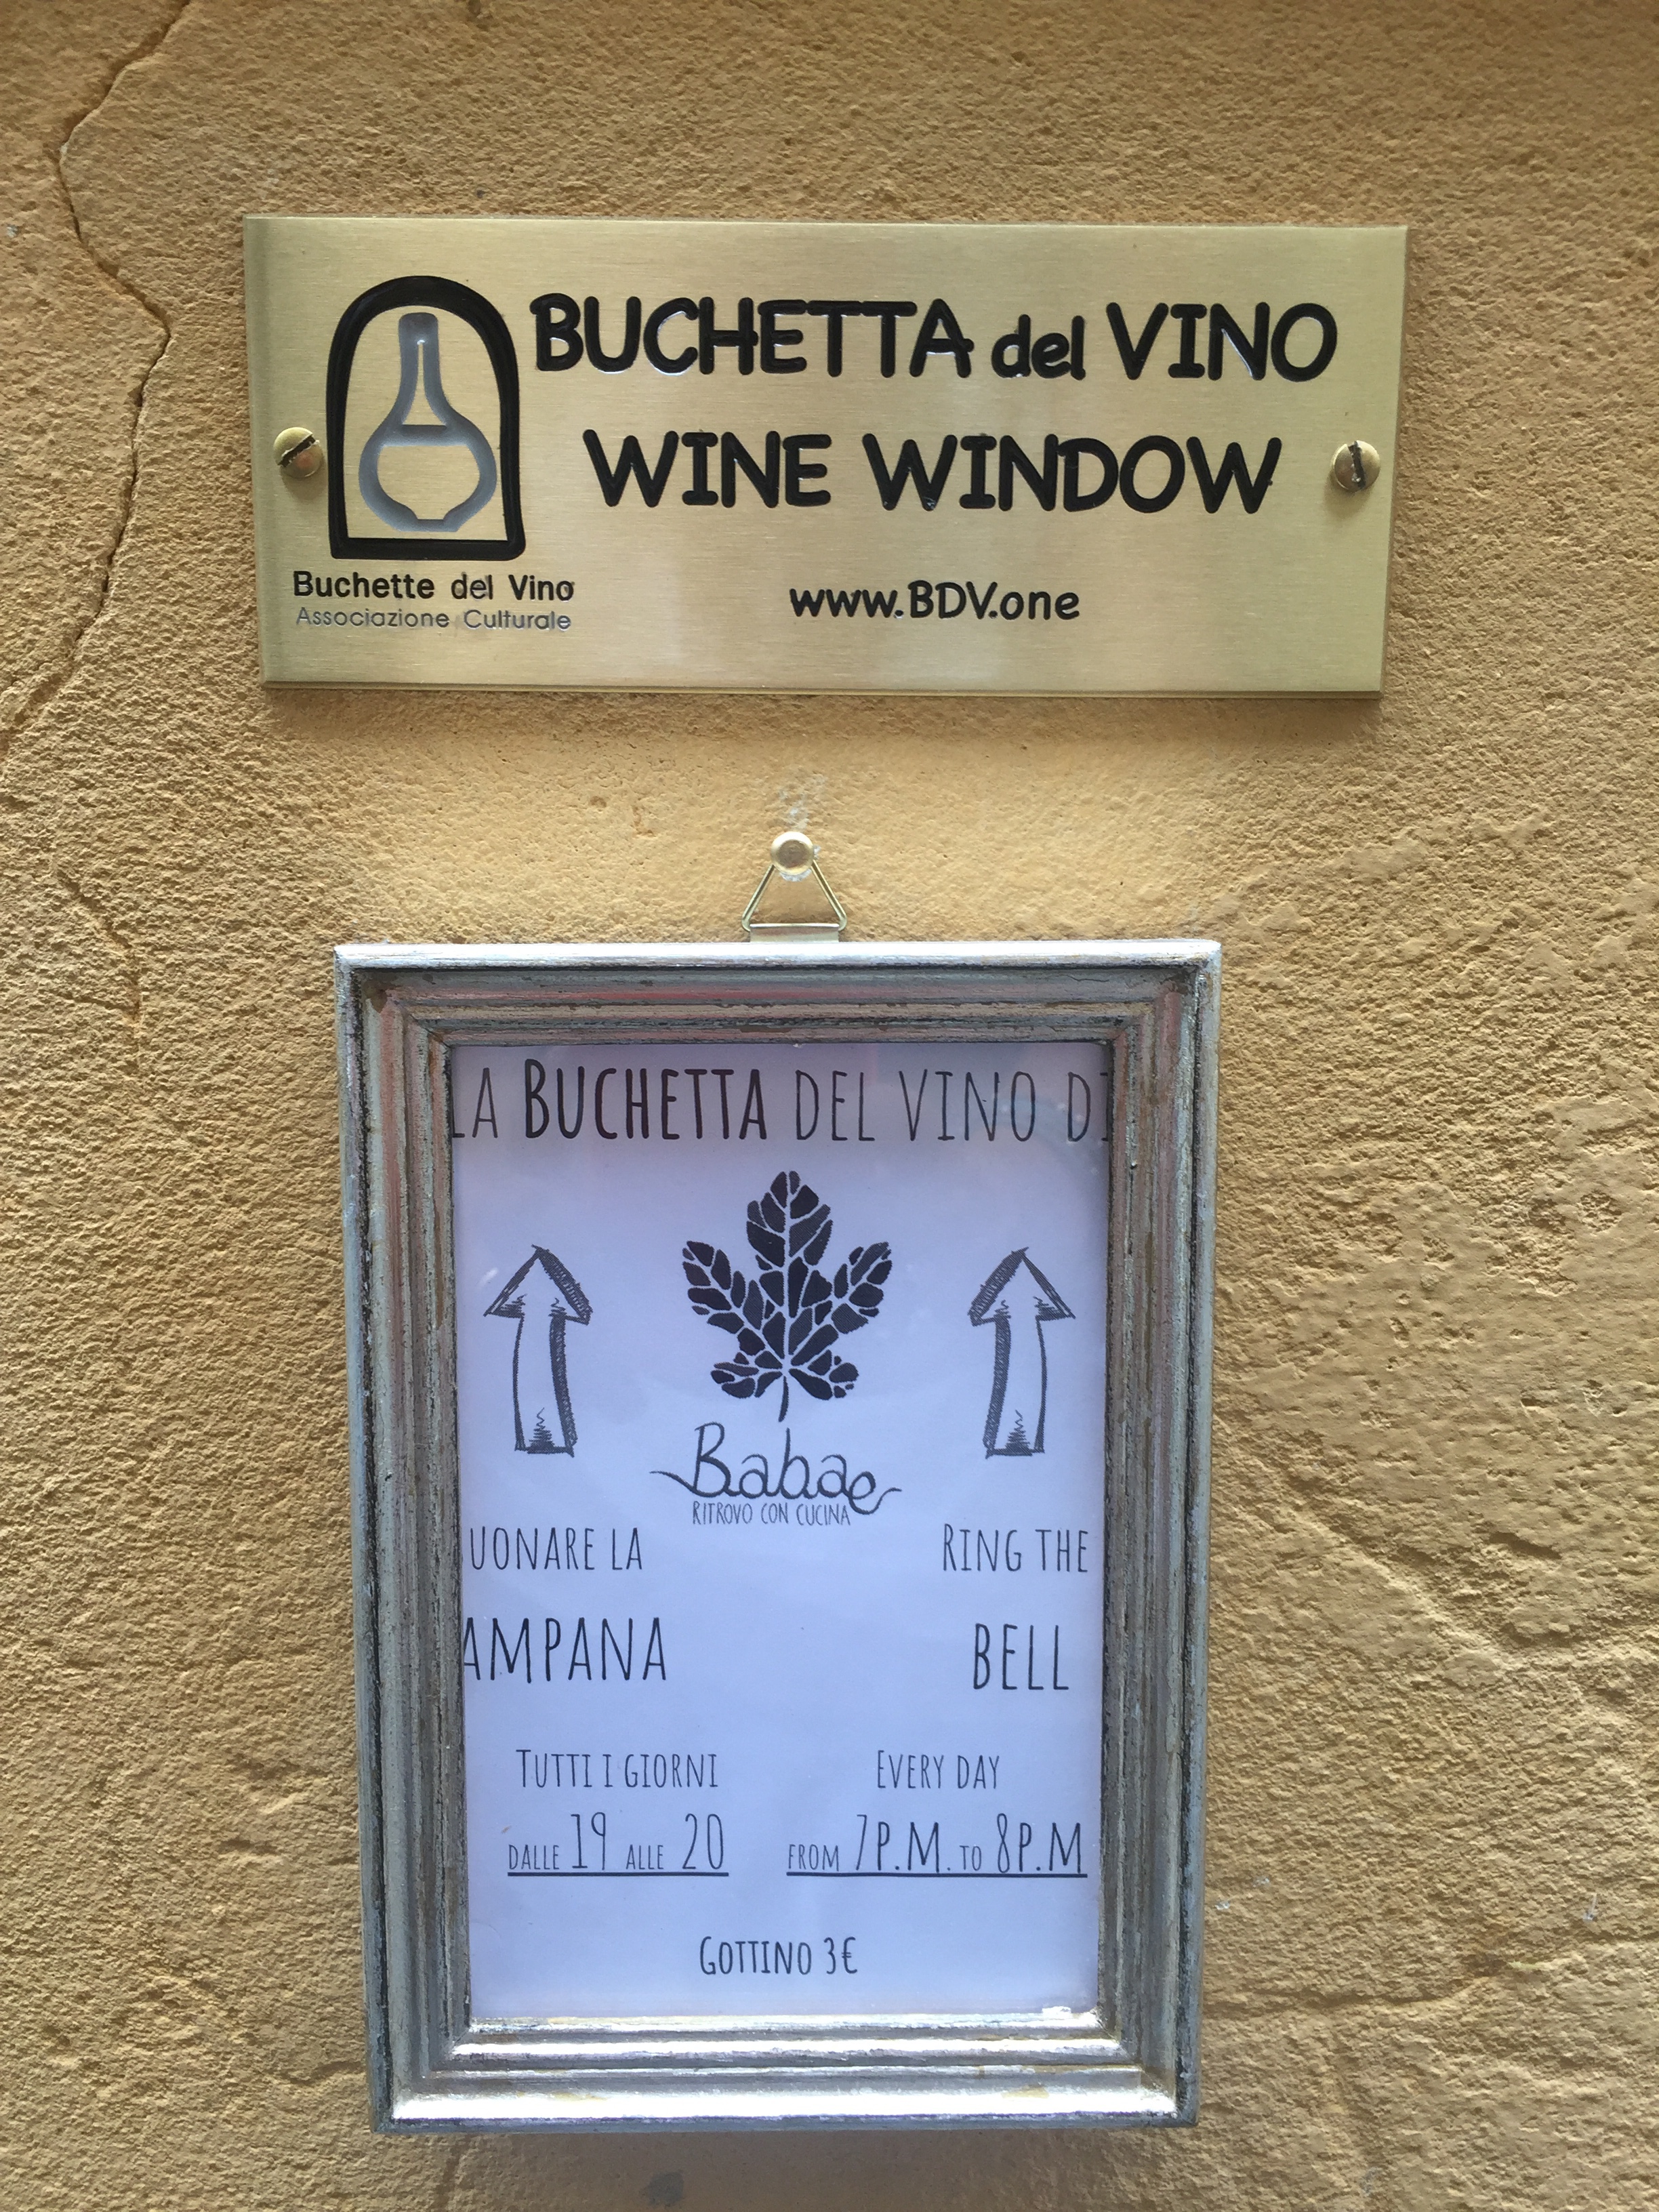 BUCHETTA del VINO
WINE WINDOW
Buchette del Vino
Associazione Culturale
www.BDV.one
LA BUCHETTA DEL VINO DI
Babae
RITROVO CON CUCINA
UONARE LA
AMPANA
RING THE
BELL
TUTTI I GIORNI
DALLE 19 ALLE 20
EVERY DAY
FROM 7P.M. TO 8P.M
GOTTINO 3€